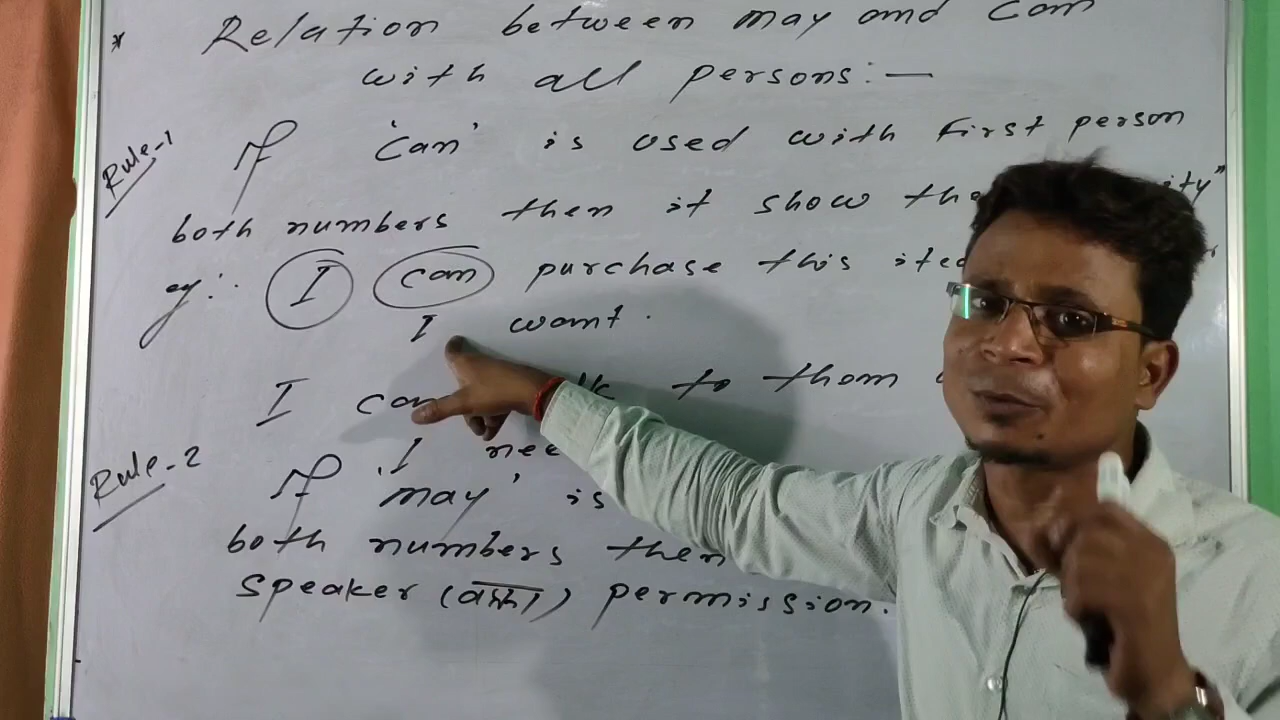 * Relation between may and can
with all persons:—
Rule-1 If 'can' is used with first person
both numbers then it show
eg:- I can purchase this
I want.
I can to them
I
Rule-2 If 'may' is
both numbers then
speaker (वक्ता) permission.